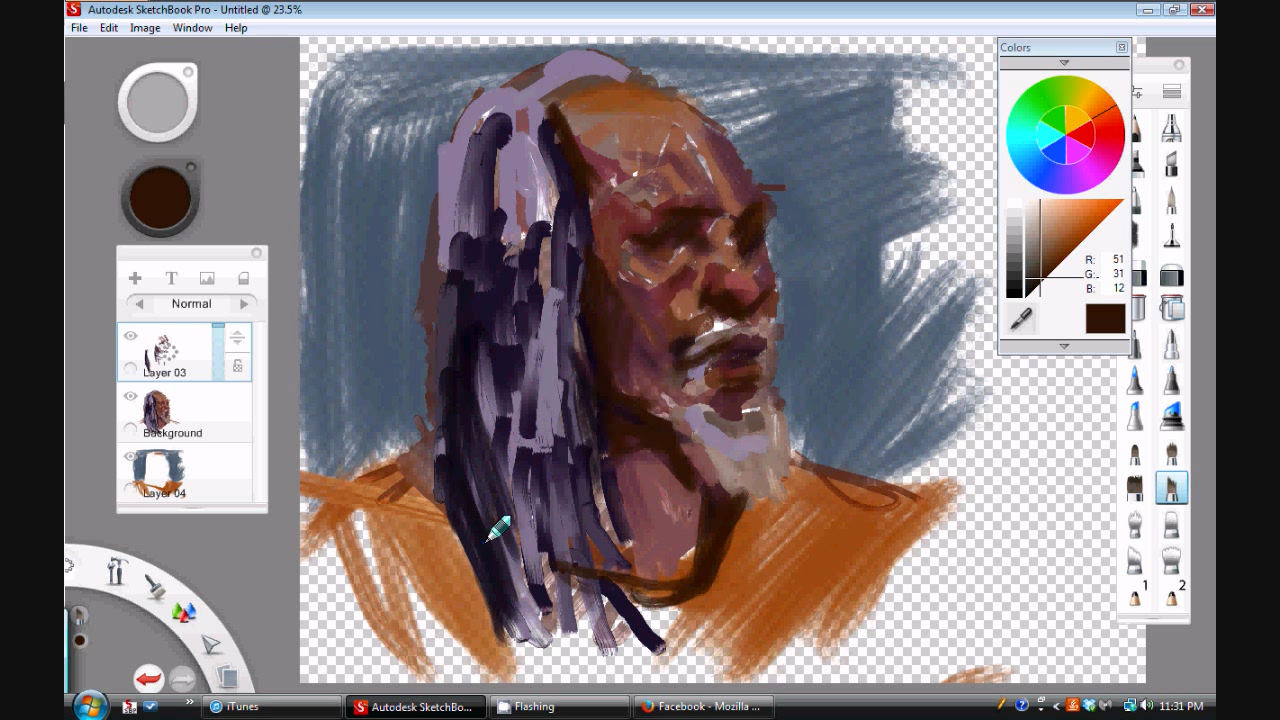 Autodesk SketchBook Pro - Untitled @ 23.5%
File Edit Image Window Help
Colors
R: 51
G: 31
B: 12
T
Normal
Layer 03
Background
Layer 04
1 2
iTunes
Autodesk SketchBo...
Flashing
Facebook - Mozilla ...
11:31 PM